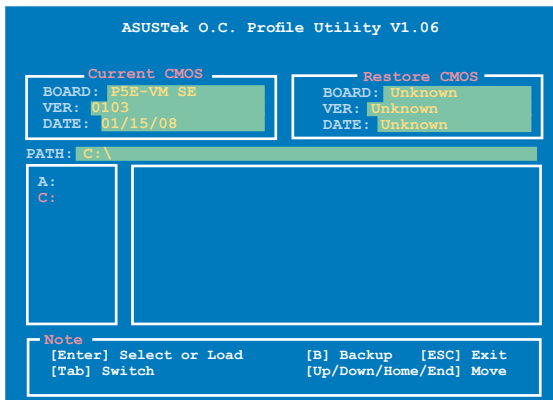 ASUSTek O.C. Profile Utility V1.06
Current CMOS
BOARD: P5E-VM SE
VER: 0103
DATE: 01/15/08
Restore CMOS
BOARD: Unknown
VER: Unknown
DATE: Unknown
PATH: C:\
A:
C:
Note
[Enter] Select or Load [B] Backup [ESC] Exit
[Tab] Switch [Up/Down/Home/End] Move